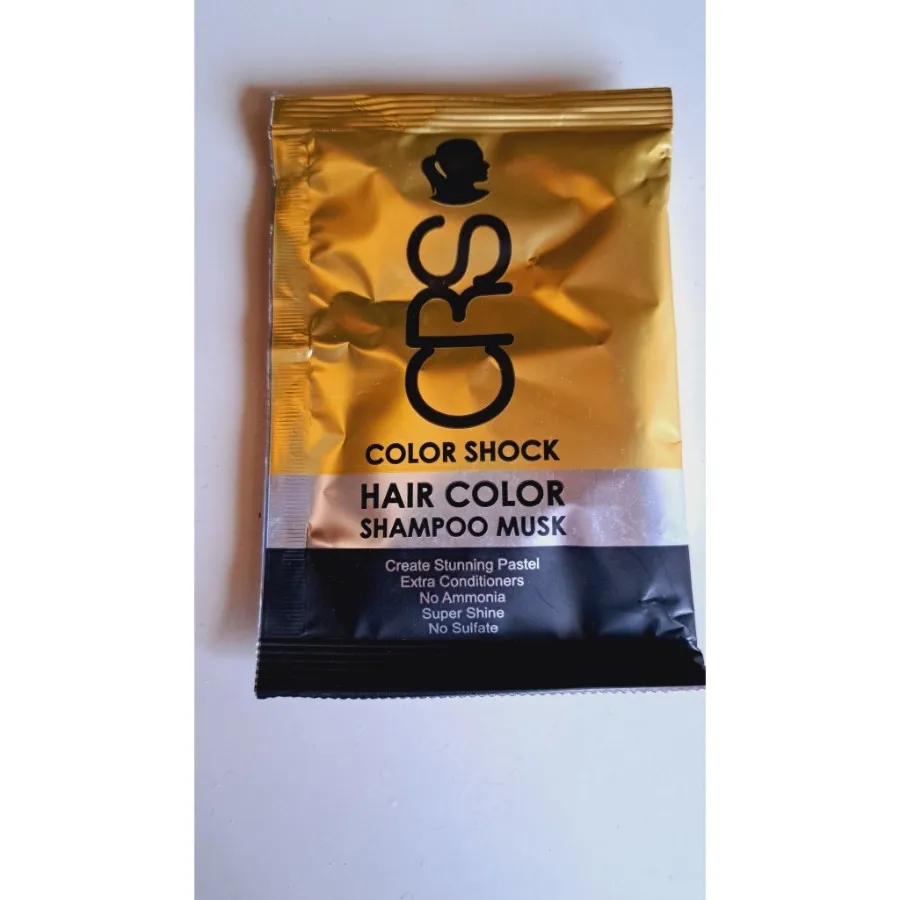 CRS
COLOR SHOCK
HAIR COLOR
SHAMPOO MUSK
Create Stunning Pastel
Extra Conditioners
No Ammonia
Super Shine
No Sulfate